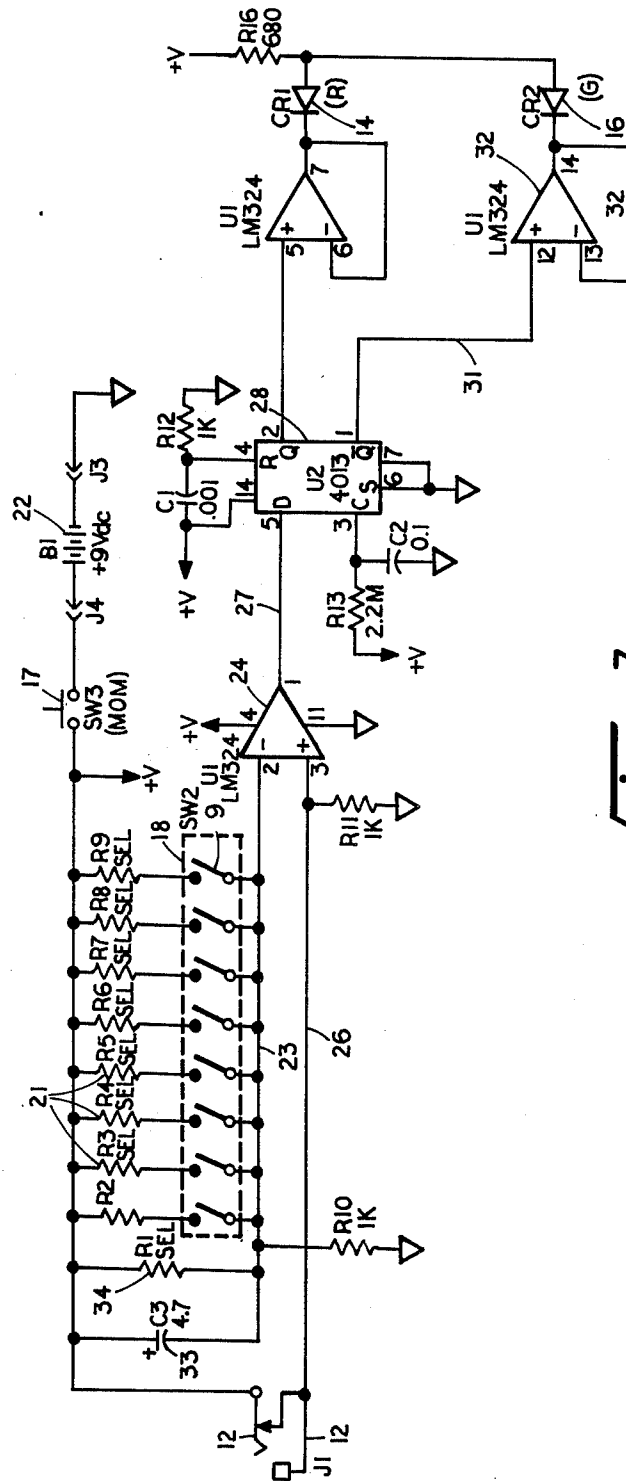 +V
R16
680
CR1
(R)
14
U1
LM324
5
+
-
6
7
CR2
(G)
16
U1
LM324
32
12
+
-
13
14
32
31
22
B1
+9Vdc
J4
J3
17
SW3
(MOM)
+V
C1
.001
+V
R12
1K
14
4
R
28
5
D
U2
4013
Q
2
3
C
S
Q
1
6
7
R13
2.2M
+V
C2
0.1
27
24
+V
4
U1
LM324
2
-
3
+
1
11
R11
1K
21
R2
R3
SEL
R4
SEL
R5
SEL
R6
SEL
R7
SEL
R8
SEL
R9
SEL
18
SW2
9
34
R1
SEL
+
C3
4.7
33
23
26
R10
1K
12
12
J1